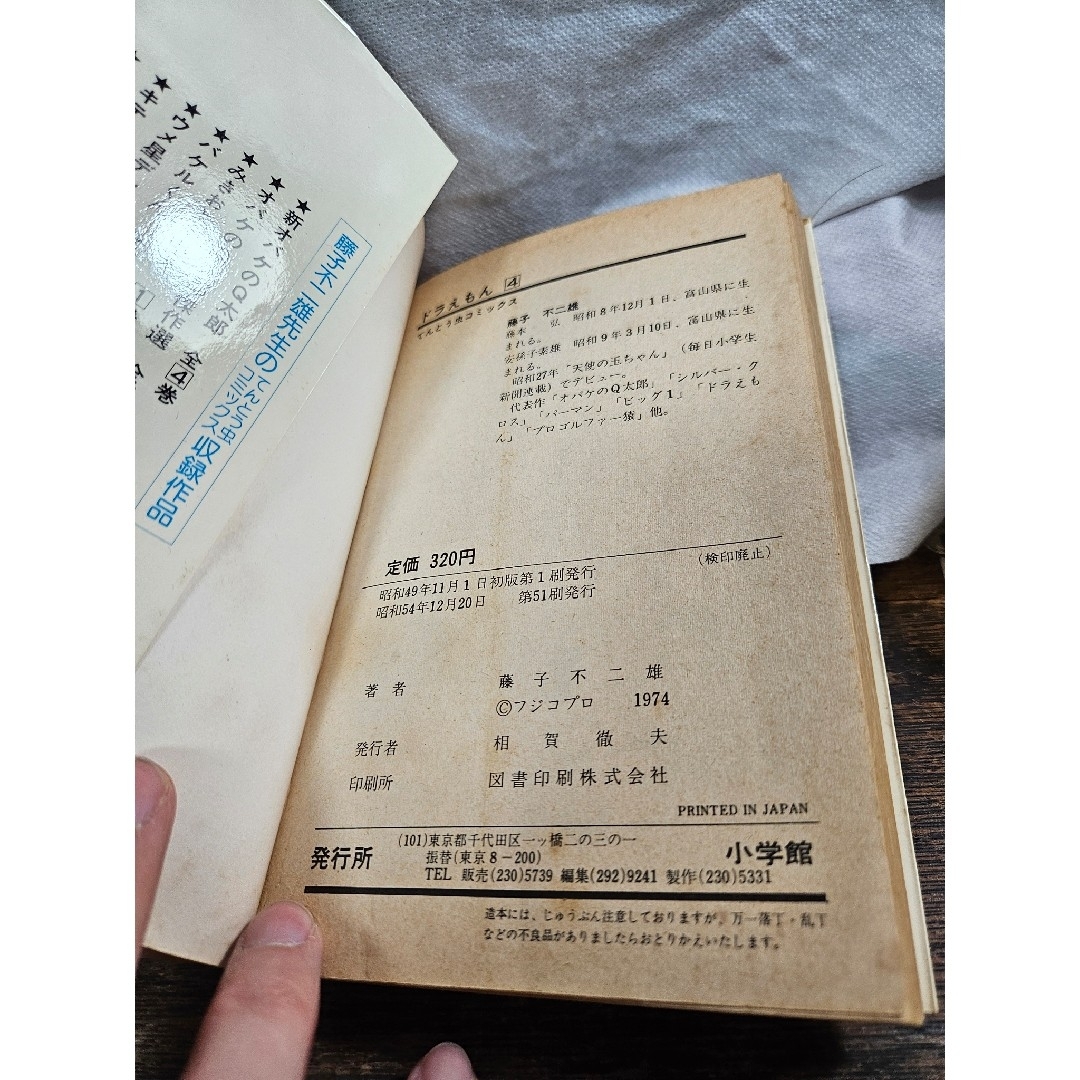 ドラえもん 4
てんとう虫コミックス
藤子 不二雄
藤本 弘 昭和8年12月1日、富山県に生
まれる。
安孫子素雄 昭和9年3月10日、富山県に生
まれる。
昭和27年“天使の玉ちゃん”(毎日小学生
新聞連載)でデビュー。
代表作「オバケのQ太郎」「シルバー・ク
ロス」「パーマン」「ビッグ1」「ドラえも
ん」「プロゴルファー猿」他。
定価 320円
(検印廃止)
昭和49年11月1日初版第1刷発行
昭和54年12月20日 第51刷発行
著者 藤子不二雄
©フジコプロ 1974
発行者 相賀徹夫
印刷所 図書印刷株式会社
PRINTED IN JAPAN
発行所
(101)東京都千代田区一ッ橋二の三の一
振替(東京8-200)
TEL 販売(230)5739 編集(292)9241 製作(230)5331
小学館
造本には、じゅうぶん注意しておりますが、万一落丁・乱丁
などの不良品がありましたらおとりかえいたします。
藤子不二雄先生のてんとう虫コミックス収録作品
★新オバケのQ太郎 全4巻
★オバケの
★みきお
★バケル
★ウメ星デ
★キテ